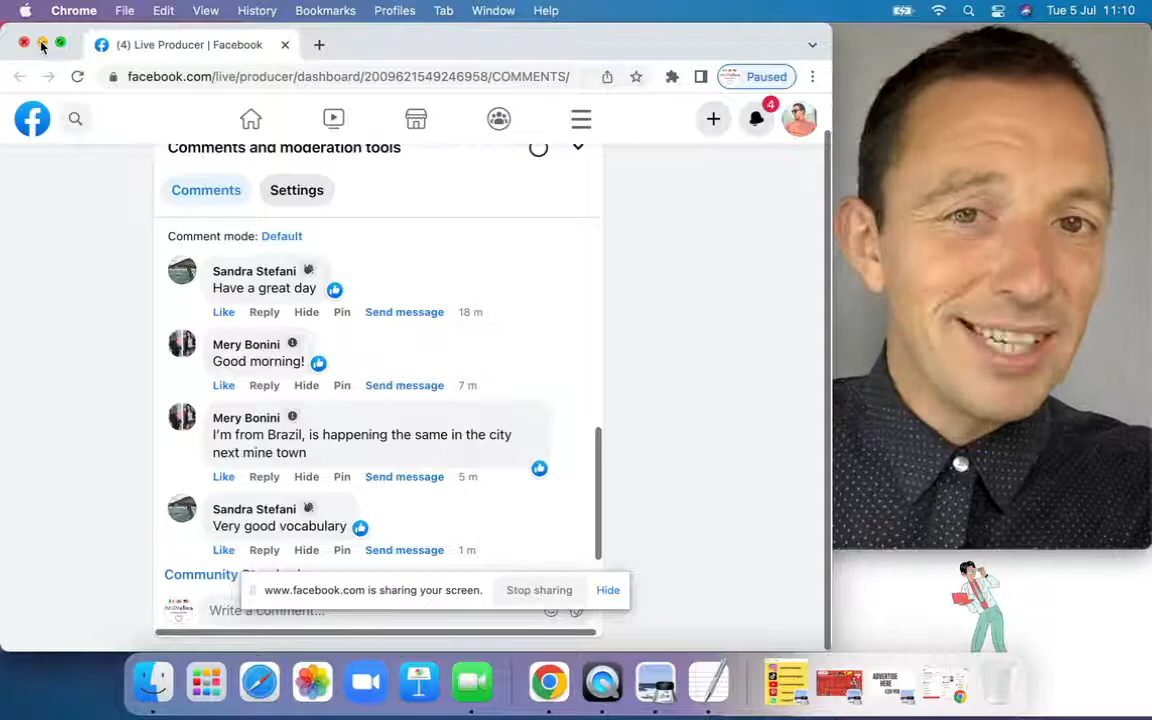 Chrome File Edit View History Bookmarks Profiles Tab Window Help Tue 5 Jul 11:10
(4) Live Producer | Facebook
facebook.com/live/producer/dashboard/2009621549246958/COMMENTS/ Paused
4
Comments and moderation tools
Comments Settings
Comment mode: Default
Sandra Stefani
Have a great day
Like Reply Hide Pin Send message 18 m
Mery Bonini
Good morning!
Like Reply Hide Pin Send message 7 m
Mery Bonini
I'm from Brazil, is happening the same in the city
next mine town
Like Reply Hide Pin Send message 5 m
Sandra Stefani
Very good vocabulary
Like Reply Hide Pin Send message 1 m
Community
www.facebook.com is sharing your screen. Stop sharing Hide
Write a comment...
ADVERTISE
HERE